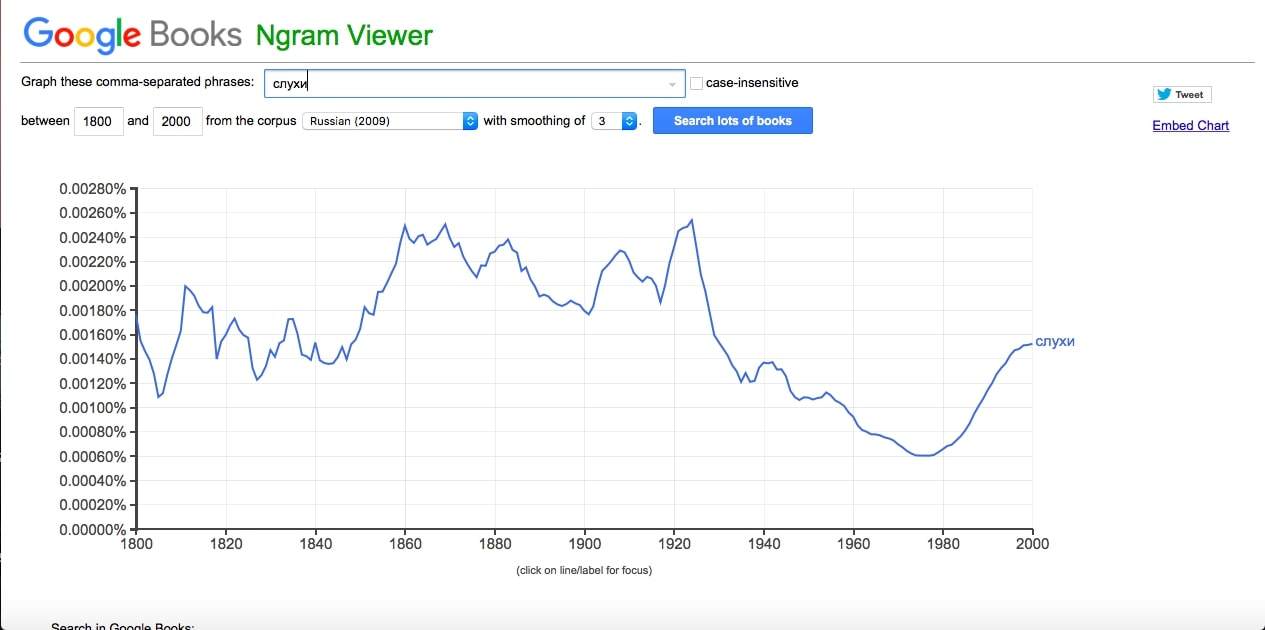 Google Books Ngram Viewer
Graph these comma-separated phrases: слухи case-insensitive
Tweet
between 1800 and 2000 from the corpus Russian (2009) with smoothing of 3 . Search lots of books
Embed Chart
0.00280%
0.00260%
0.00240%
0.00220%
0.00200%
0.00180%
0.00160%
слухи
0.00140%
0.00120%
0.00100%
0.00080%
0.00060%
0.00040%
0.00020%
0.00000%
1800 1820 1840 1860 1880 1900 1920 1940 1960 1980 2000
(click on line/label for focus)
Search in Google Books: